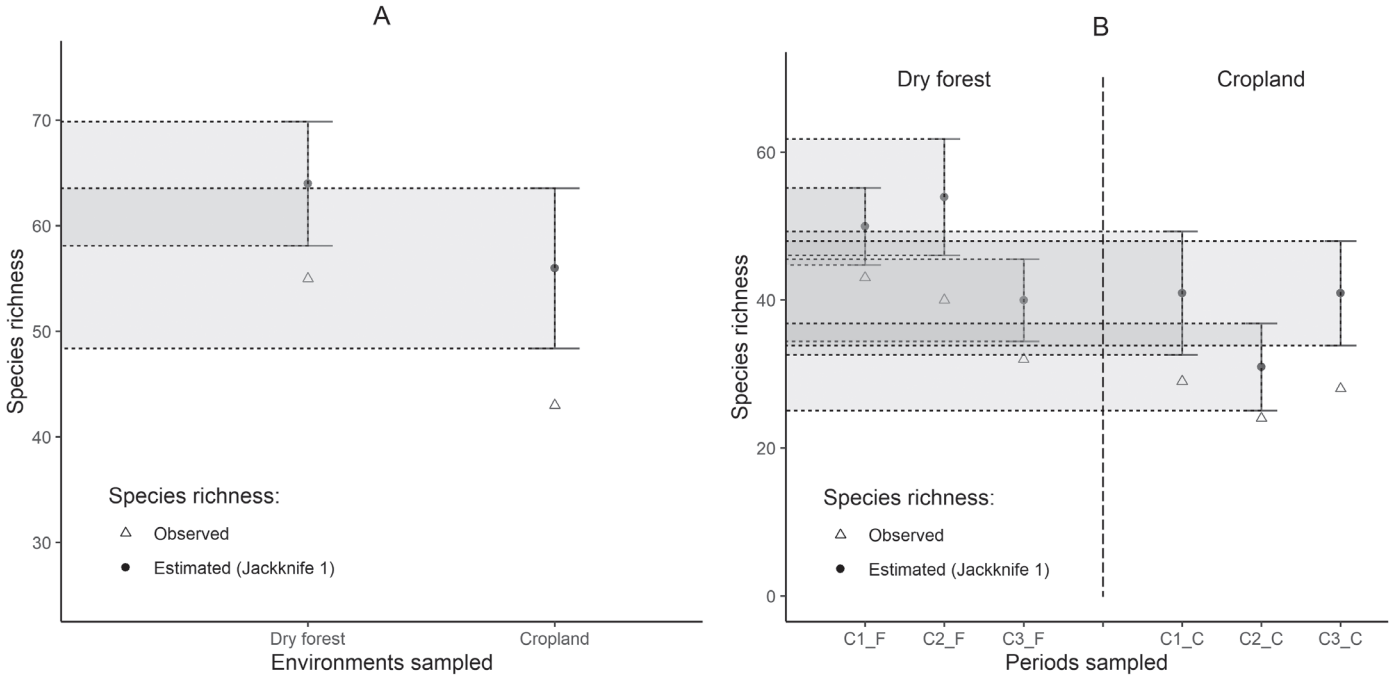 A
Species richness
70
60
50
40
30
Species richness:
Observed
Estimated (Jackknife 1)
Dry forest
Cropland
Environments sampled
B
Dry forest
Cropland
Species richness
60
40
20
0
Species richness:
Observed
Estimated (Jackknife 1)
C1_F
C2_F
C3_F
C1_C
C2_C
C3_C
Periods sampled